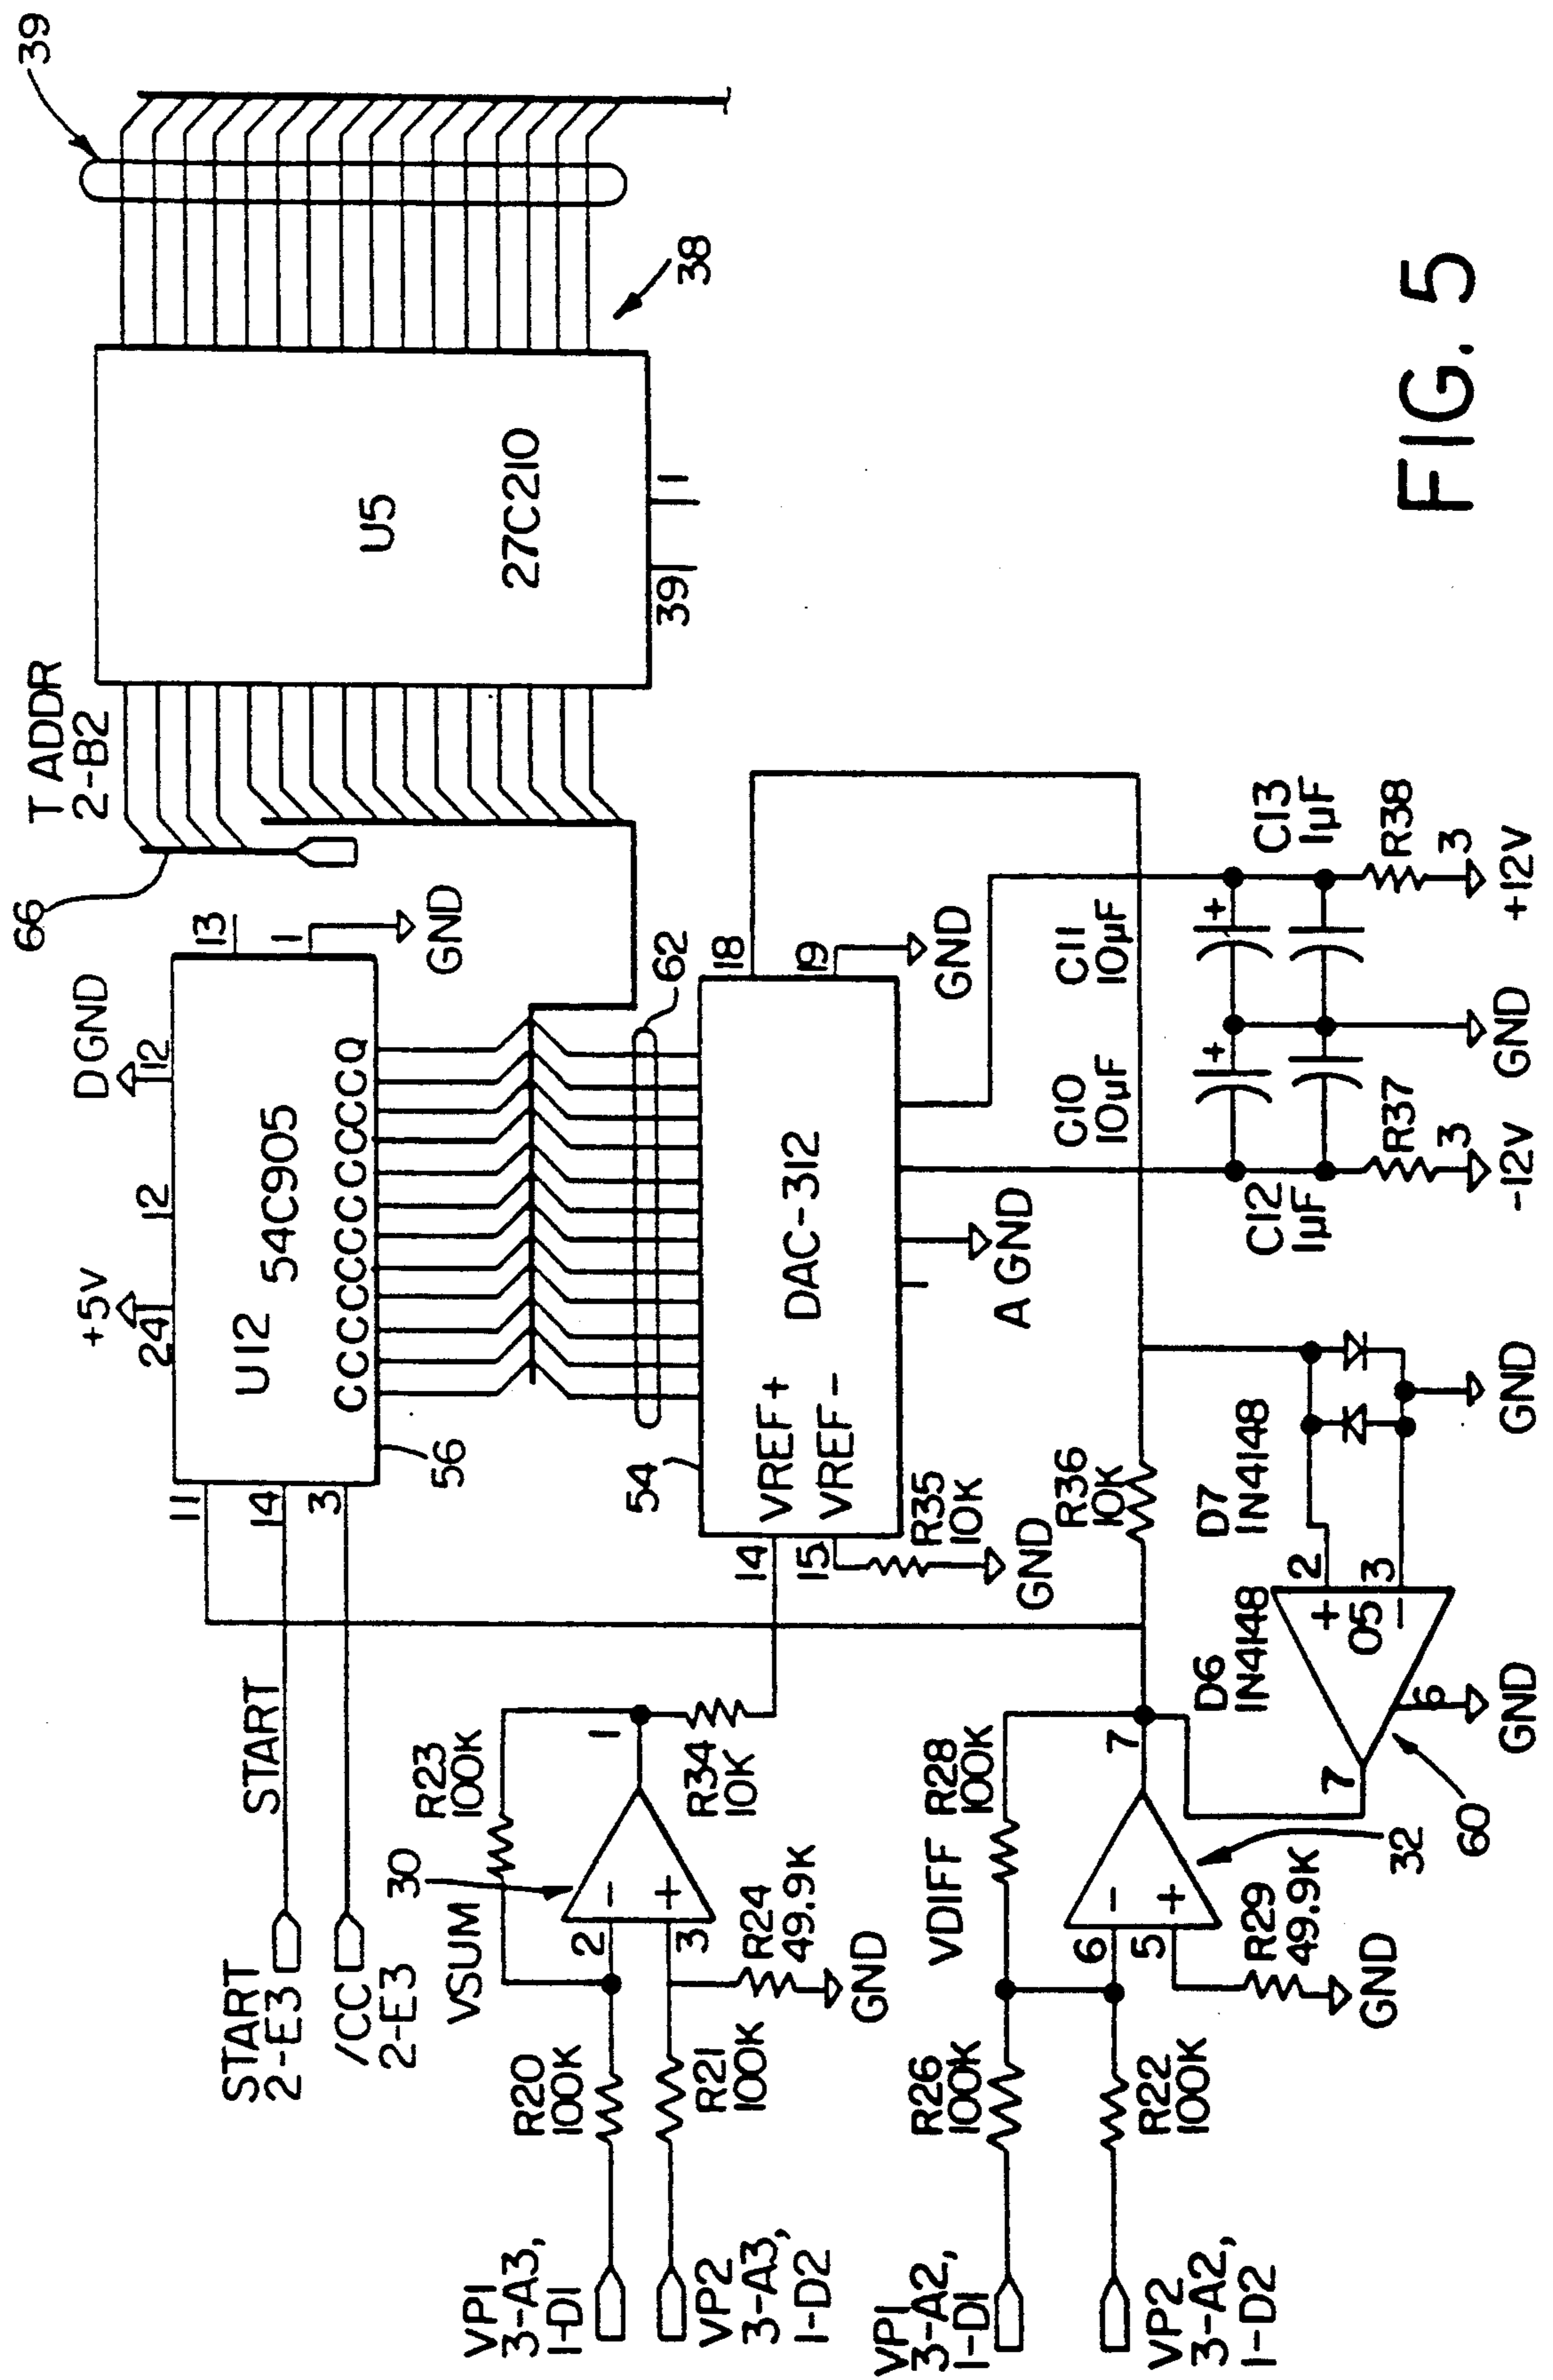 39
38
T ADDR
2-B2
U5
27C210
39
1
66
START
2-E3
/CC
2-E3
START
11
14
3
+5V
24
12
DGND
12
13
1
GND
U12
54C905
CCCCCCCCCCCQ
56
62
54
VREF+
VREF-
DAC-312
14
15
R35
10K
GND
18
19
GND
A GND
VP1
3-A3,
1-D1
VP2
3-A3,
1-D2
R20
100K
R21
100K
VSUM
R23
100K
30
2
3
-
+
1
R24
49.9K
GND
R34
10K
VP1
3-A2,
1-D1
VP2
3-A2,
1-D2
R26
100K
R22
100K
VDIFF
R28
100K
6
5
-
+
7
R29
49.9K
GND
32
R36
10K
D6
1N4148
D7
1N4148
2
3
+
05
-
7
6
GND
60
GND
C10
10µF
C11
10µF
+
+
C12
1µF
C13
1µF
R37
3
-12V
GND
R38
3
+12V
FIG. 5